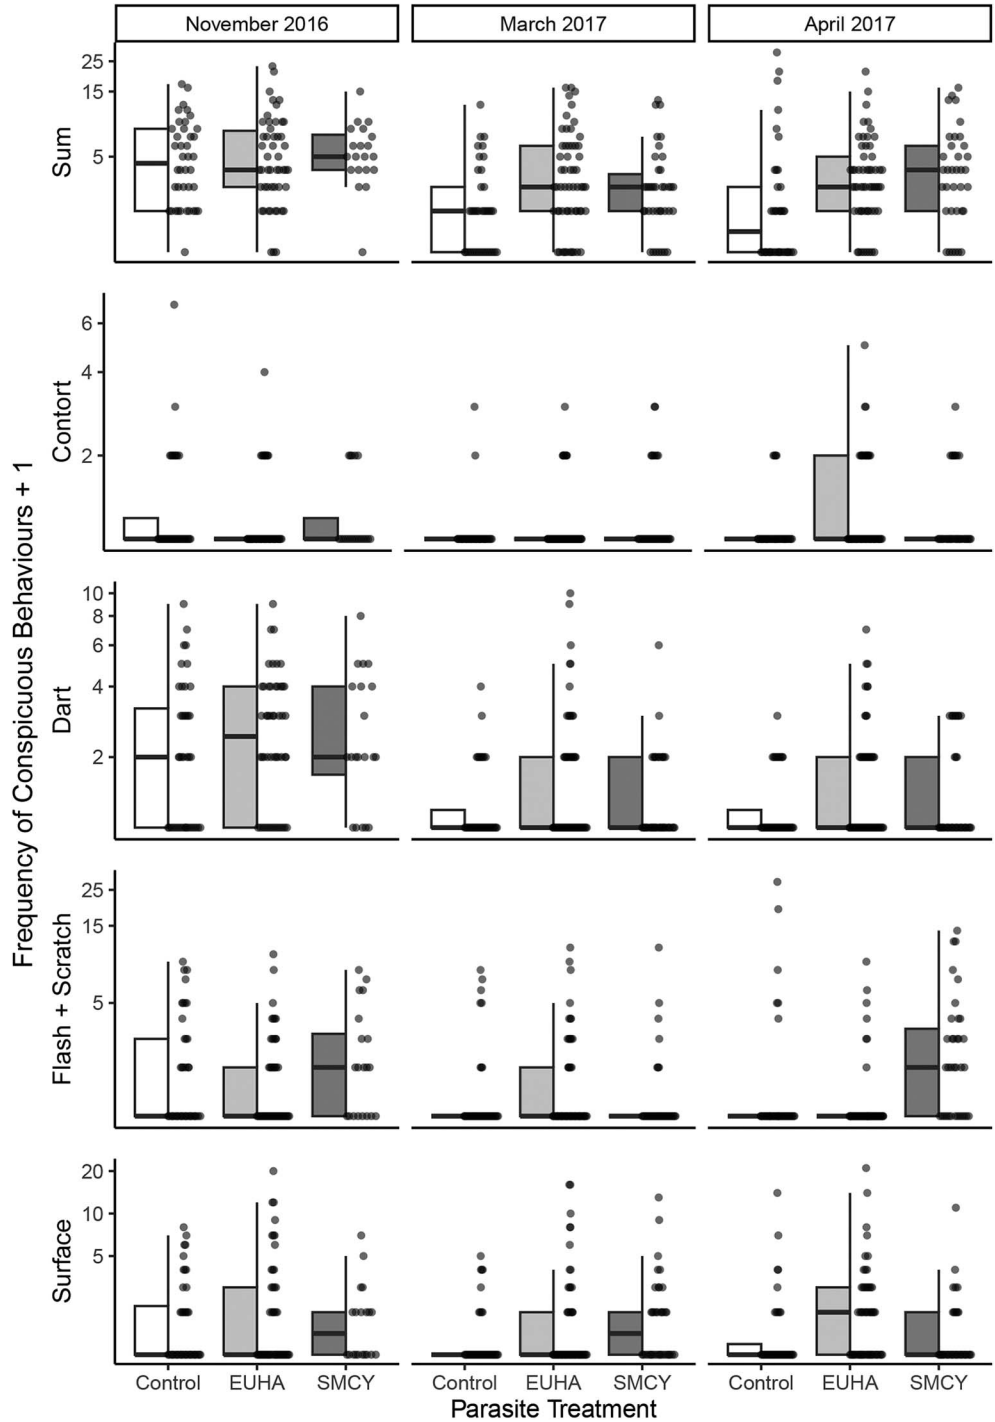 November 2016 March 2017 April 2017
Sum
25
15
5
Contort
6
4
2
Dart
10
8
6
4
2
Flash + Scratch
25
15
5
Surface
20
10
5
Frequency of Conspicuous Behaviours + 1
Control EUHA SMCY Control EUHA SMCY Control EUHA SMCY
Parasite Treatment